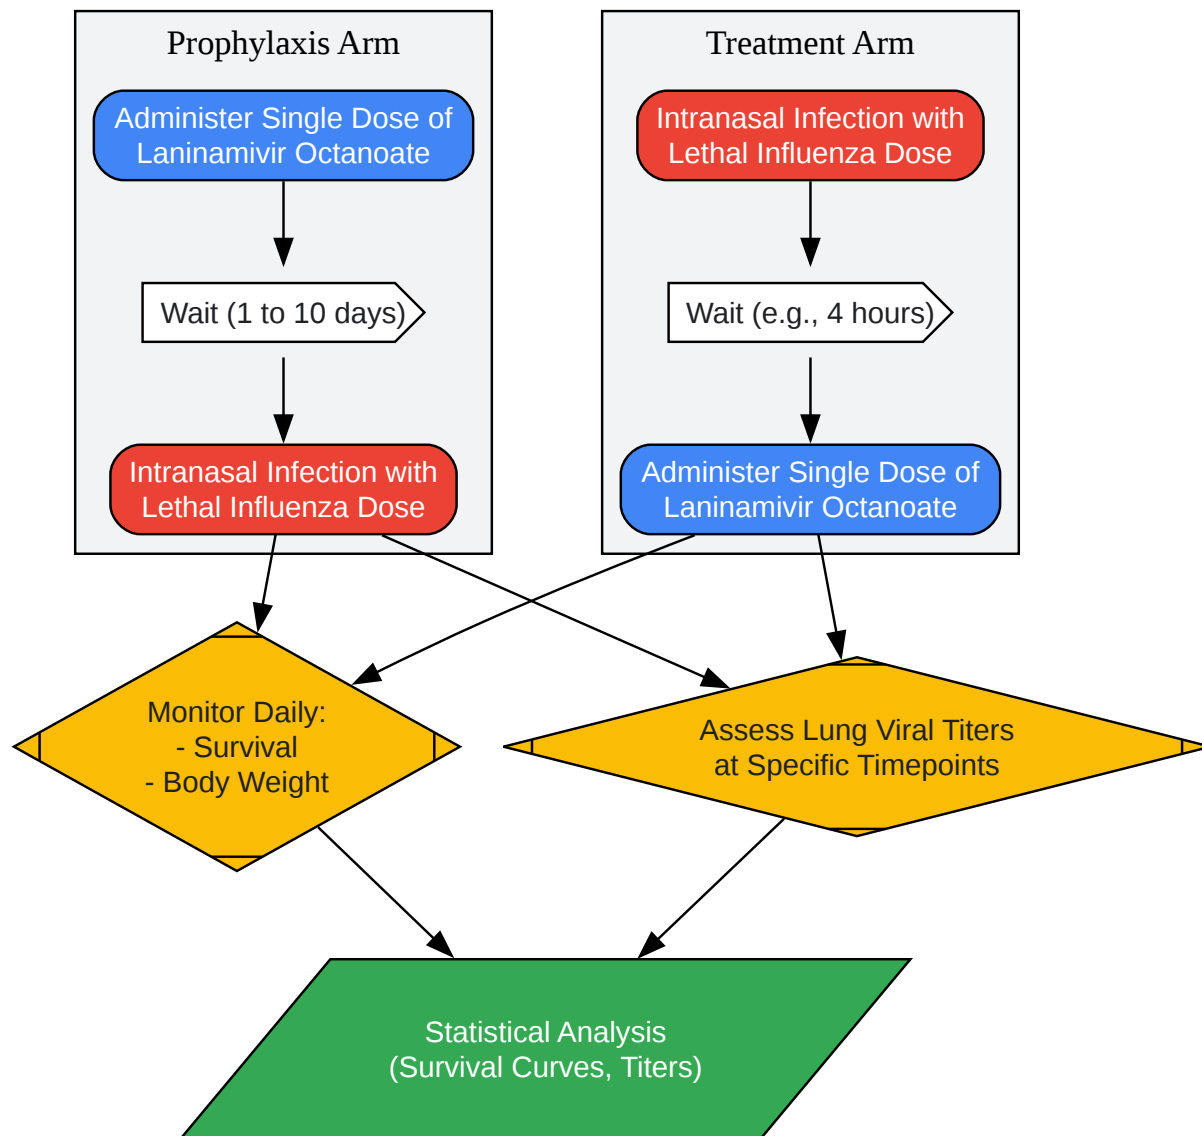 Prophylaxis Arm
Administer Single Dose of
Laninamivir Octanoate
Wait (1 to 10 days)
Intranasal Infection with
Lethal Influenza Dose
Treatment Arm
Intranasal Infection with
Lethal Influenza Dose
Wait (e.g., 4 hours)
Administer Single Dose of
Laninamivir Octanoate
Monitor Daily:
- Survival
- Body Weight
Assess Lung Viral Titers
at Specific Timepoints
Statistical Analysis
(Survival Curves, Titers)